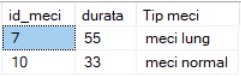 id_meci durata Tip meci
7 55 meci lung
10 33 meci normal